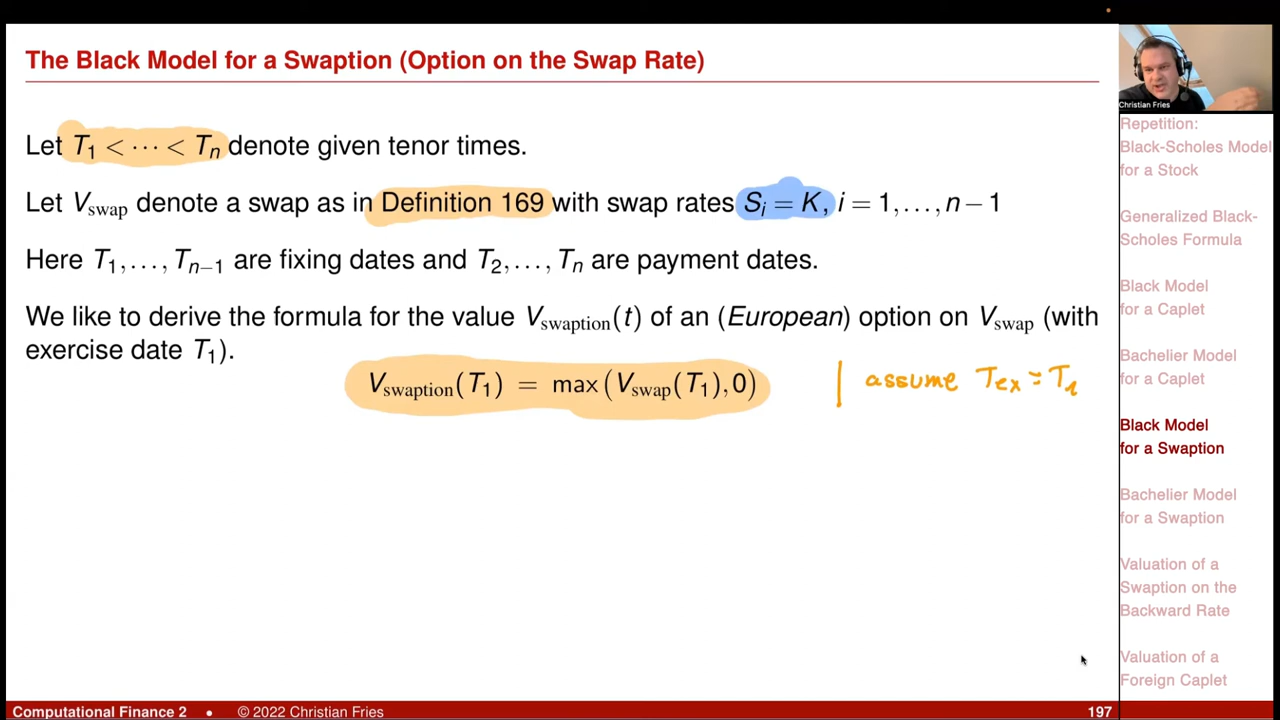 The Black Model for a Swaption (Option on the Swap Rate)
Let T₁ < ⋯ < Tₙ denote given tenor times.
Let V_swap denote a swap as in Definition 169 with swap rates Sᵢ = K, i = 1,…,n−1
Here T₁,…,Tₙ₋₁ are fixing dates and T₂,…,Tₙ are payment dates.
We like to derive the formula for the value V_swaption(t) of an (European) option on V_swap (with
exercise date T₁).
V_swaption(T₁) = max(V_swap(T₁),0)
assume T_ex = T₁
Christian Fries
Repetition:
Black-Scholes Model
for a Stock
Generalized Black-
Scholes Formula
Black Model
for a Caplet
Bachelier Model
for a Caplet
Black Model
for a Swaption
Bachelier Model
for a Swaption
Valuation of a
Swaption on the
Backward Rate
Valuation of a
Foreign Caplet
Computational Finance 2 • © 2022 Christian Fries 197